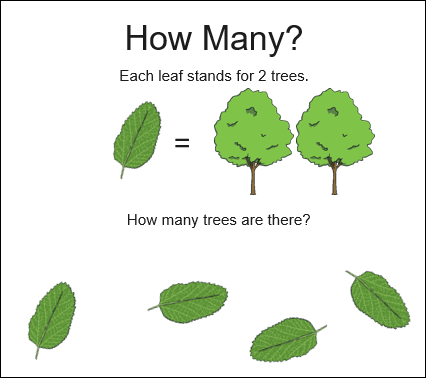 How Many?
Each leaf stands for 2 trees.
=
How many trees are there?